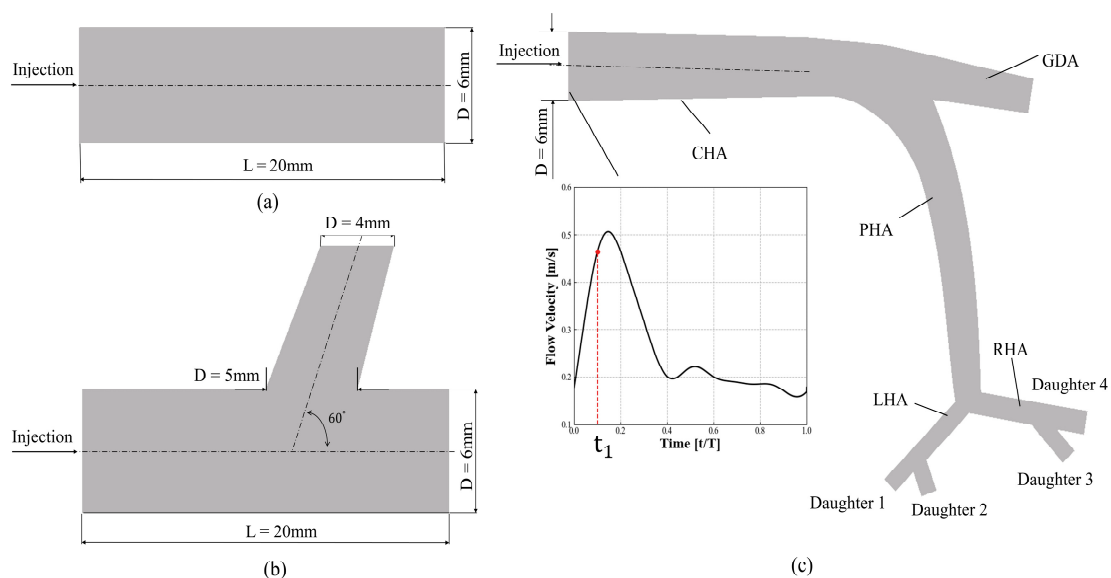 Injection
D = 6mm
L = 20mm
(a)
D = 4mm
D = 5mm
60°
Injection
D = 6mm
L = 20mm
(b)
Injection
D = 6mm
GDA
CHA
PHA
0.6
0.5
0.4
0.3
0.2
0.1
Flow Velocity [m/s]
0.0 0.2 0.4 0.6 0.8 1.0
t1
Time [t/T]
RHA
Daughter 4
LHA
Daughter 3
Daughter 1
Daughter 2
(c)